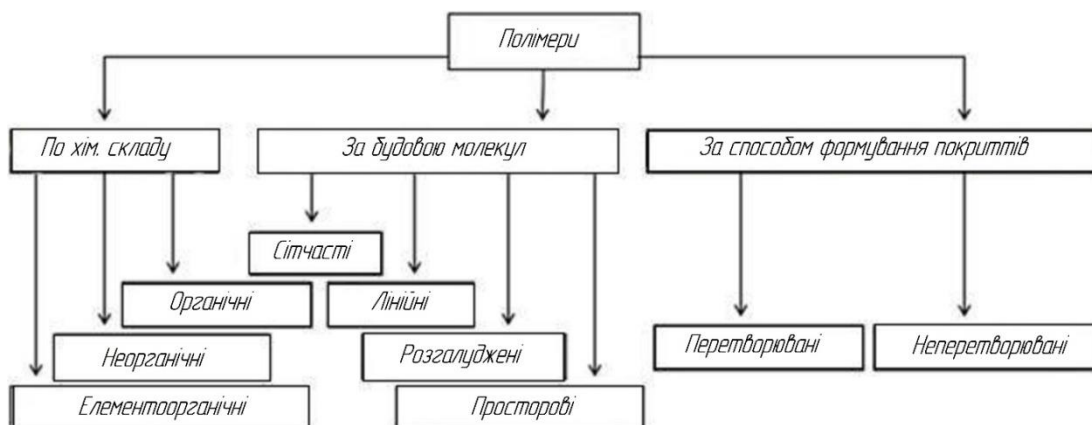 Полімери
По хім. складу
За будовою молекул
За способом формування покриттів
Сітчасті
Органічні
Лінійні
Неорганічні
Розгалуджені
Перетворювані
Неперетворювані
Елементоорганічні
Просторові